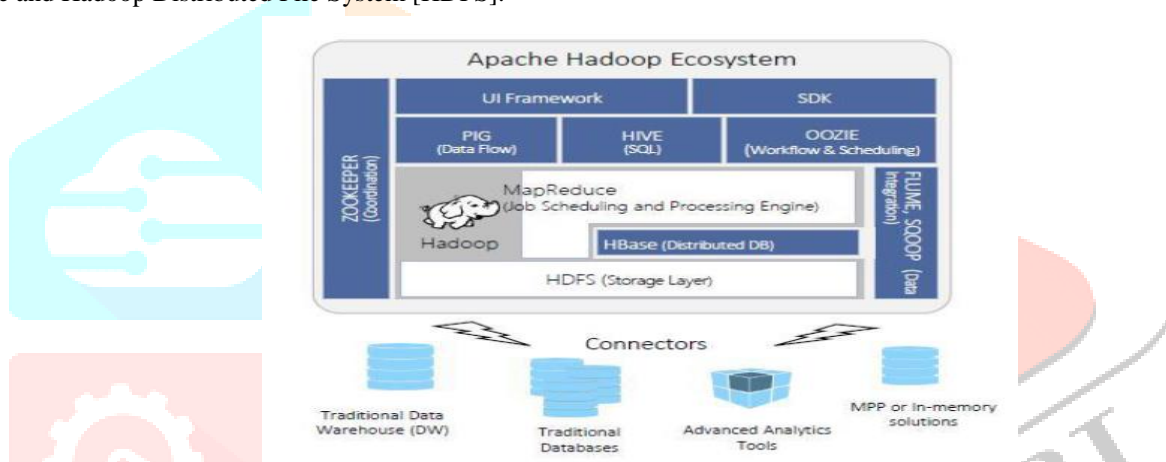 e and Hadoop Distributed File System [HDFS].
Apache Hadoop Ecosystem
UI Framework
SDK
PIG
(Data Flow)
HIVE
(SQL)
OOZIE
(Workflow & Scheduling)
ZOOKEEPER
(Coordination)
MapReduce
(Job Scheduling and Processing Engine)
Hadoop
HBase (Distributed DB)
HDFS (Storage Layer)
FLUME, SQOOP (Data
Integration)
Connectors
Traditional Data
Warehouse (DW)
Traditional
Databases
Advanced Analytics
Tools
MPP or In-memory
solutions